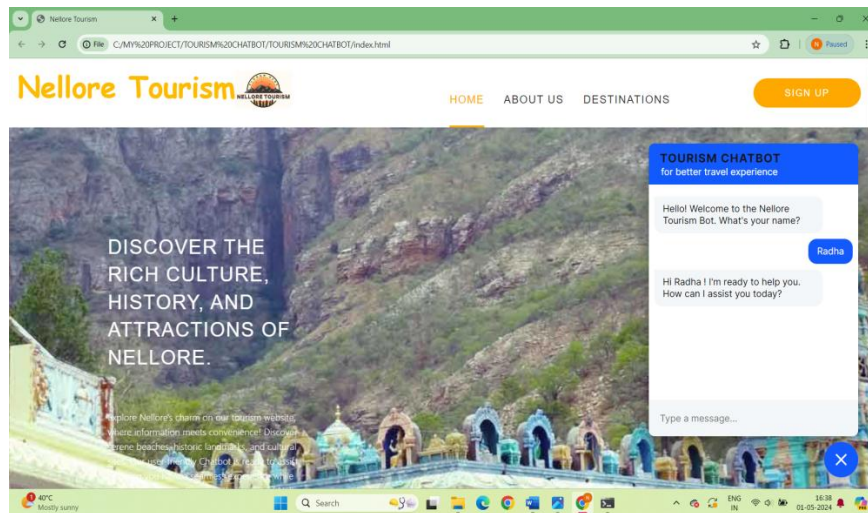 Nellore Tourism
File C:/MY%20PROJECT/TOURISM%20CHATBOT/TOURISM%20CHATBOT/index.html
Paused
Nellore Tourism
NELLORE TOURISM
HOME ABOUT US DESTINATIONS
SIGN UP
DISCOVER THE
RICH CULTURE,
HISTORY, AND
ATTRACTIONS OF
NELLORE.
Explore Nellore's charm on our tourism website,
where information meets convenience! Discover
serene beaches, historic landmarks, and cultural
TOURISM CHATBOT
for better travel experience
Hello! Welcome to the Nellore
Tourism Bot. What's your name?
Radha
Hi Radha ! I'm ready to help you.
How can I assist you today?
Type a message...
40°C
Mostly sunny
Search
ENG
IN
16:38
01-05-2024